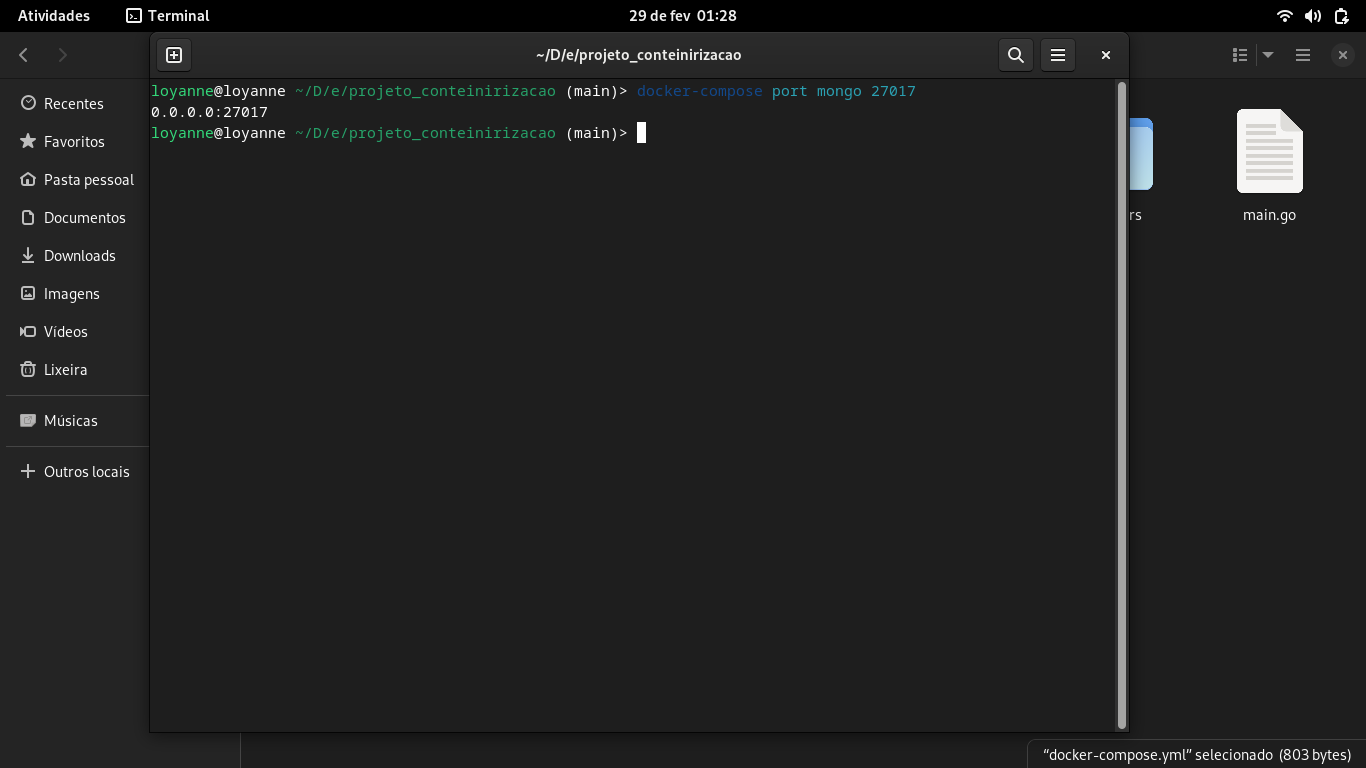 Atividades
Terminal
29 de fev 01:28
~/D/e/projeto_conteinirizacao
loyanne@loyanne ~/D/e/projeto_conteinirizacao (main)> docker-compose port mongo 27017
0.0.0.0:27017
loyanne@loyanne ~/D/e/projeto_conteinirizacao (main)>
Recentes
Favoritos
Pasta pessoal
Documentos
Downloads
Imagens
Vídeos
Lixeira
Músicas
Outros locais
rs
main.go
“docker-compose.yml” selecionado (803 bytes)